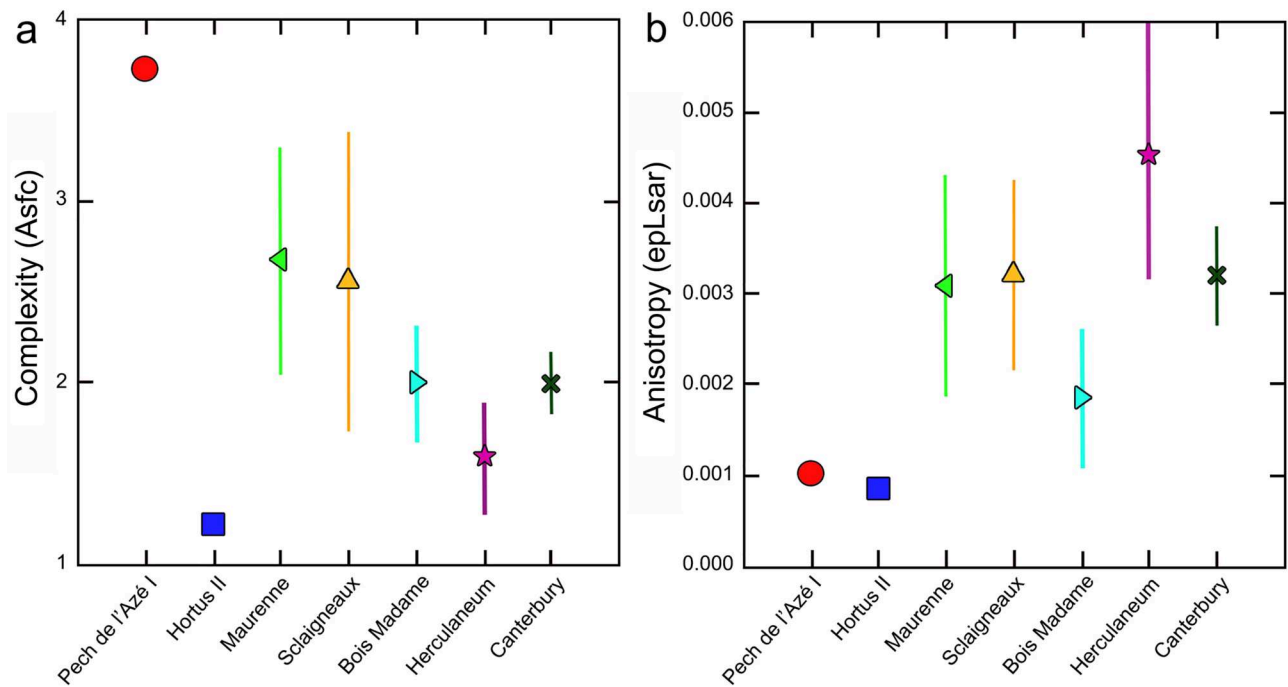 a
Complexity (Asfc)
4
3
2
1
Pech de l'Azé I
Hortus II
Maurenne
Sclaigneaux
Bois Madame
Herculaneum
Canterbury
b
Anisotropy (epLsar)
0.006
0.005
0.004
0.003
0.002
0.001
0.000
Pech de l'Azé I
Hortus II
Maurenne
Sclaigneaux
Bois Madame
Herculaneum
Canterbury